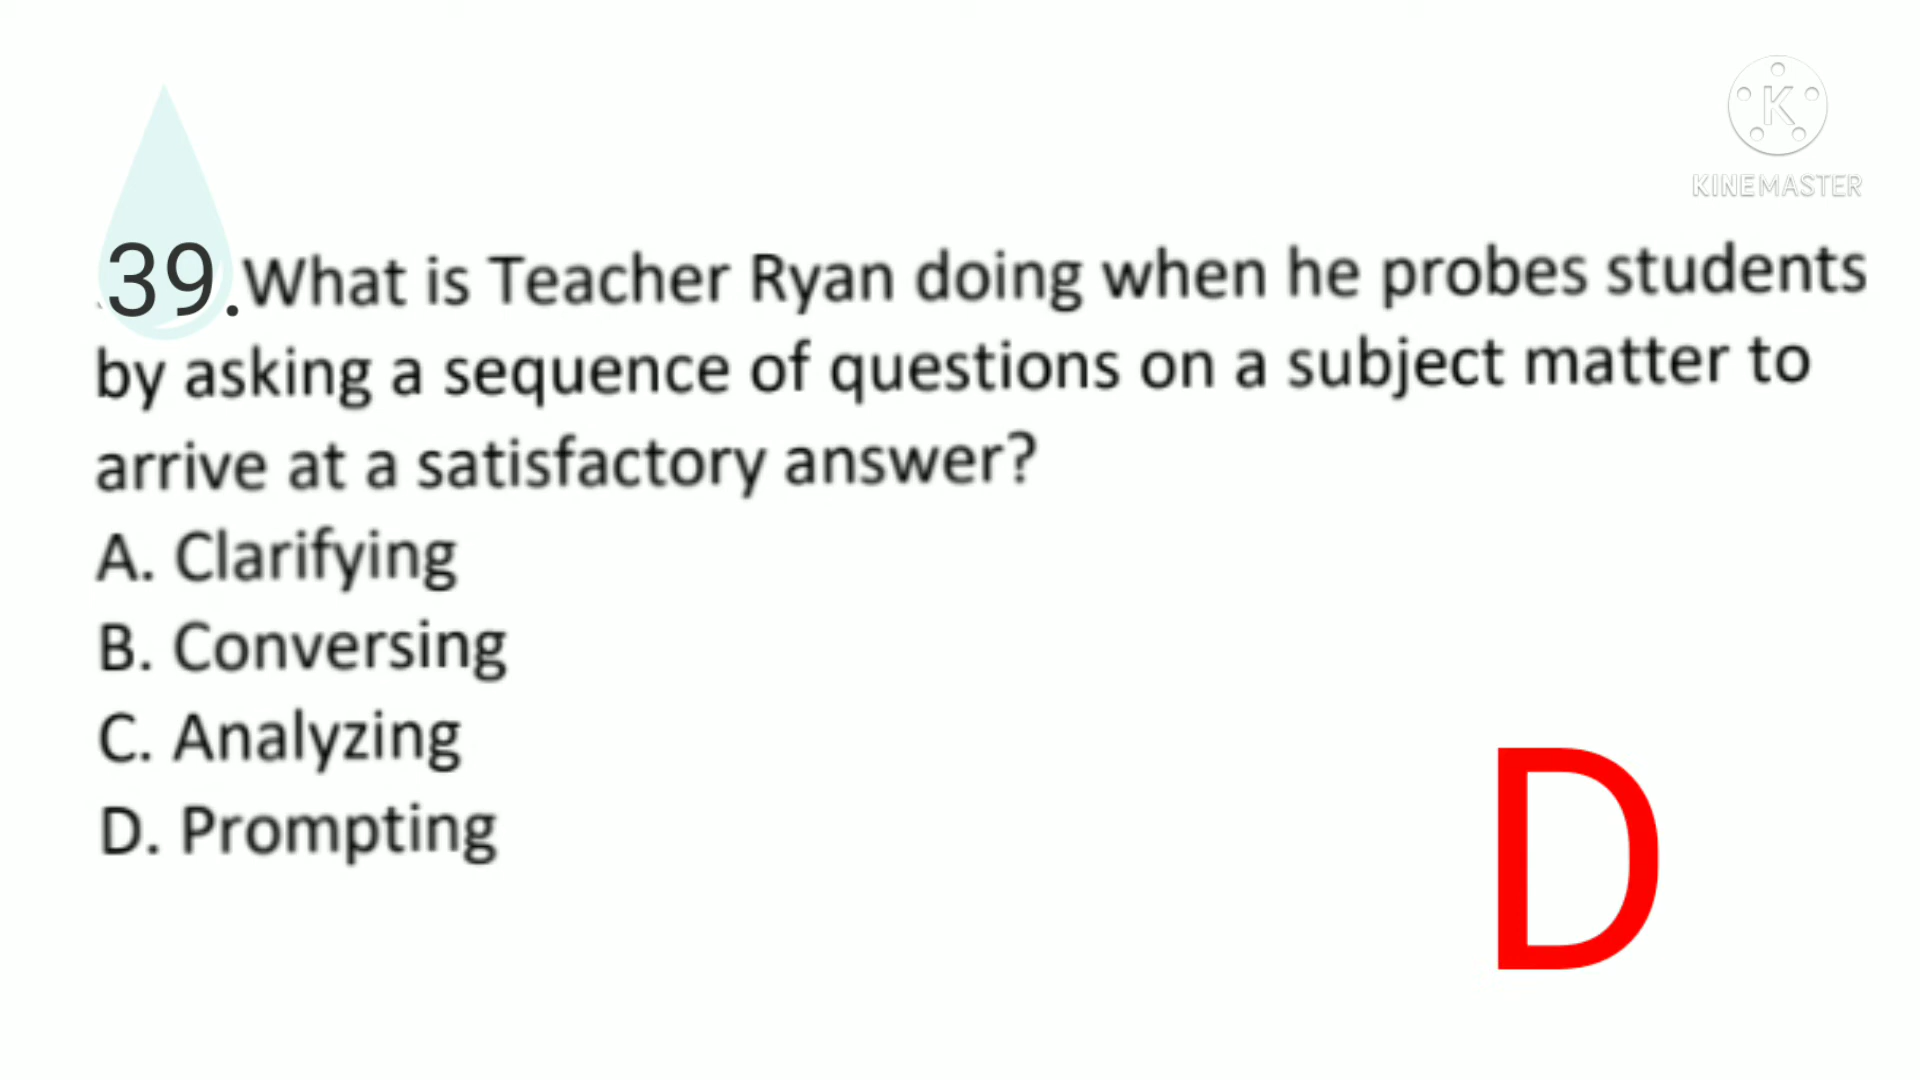 K
KINEMASTER
39.What is Teacher Ryan doing when he probes students
by asking a sequence of questions on a subject matter to
arrive at a satisfactory answer?
A. Clarifying
B. Conversing
C. Analyzing
D. Prompting
D